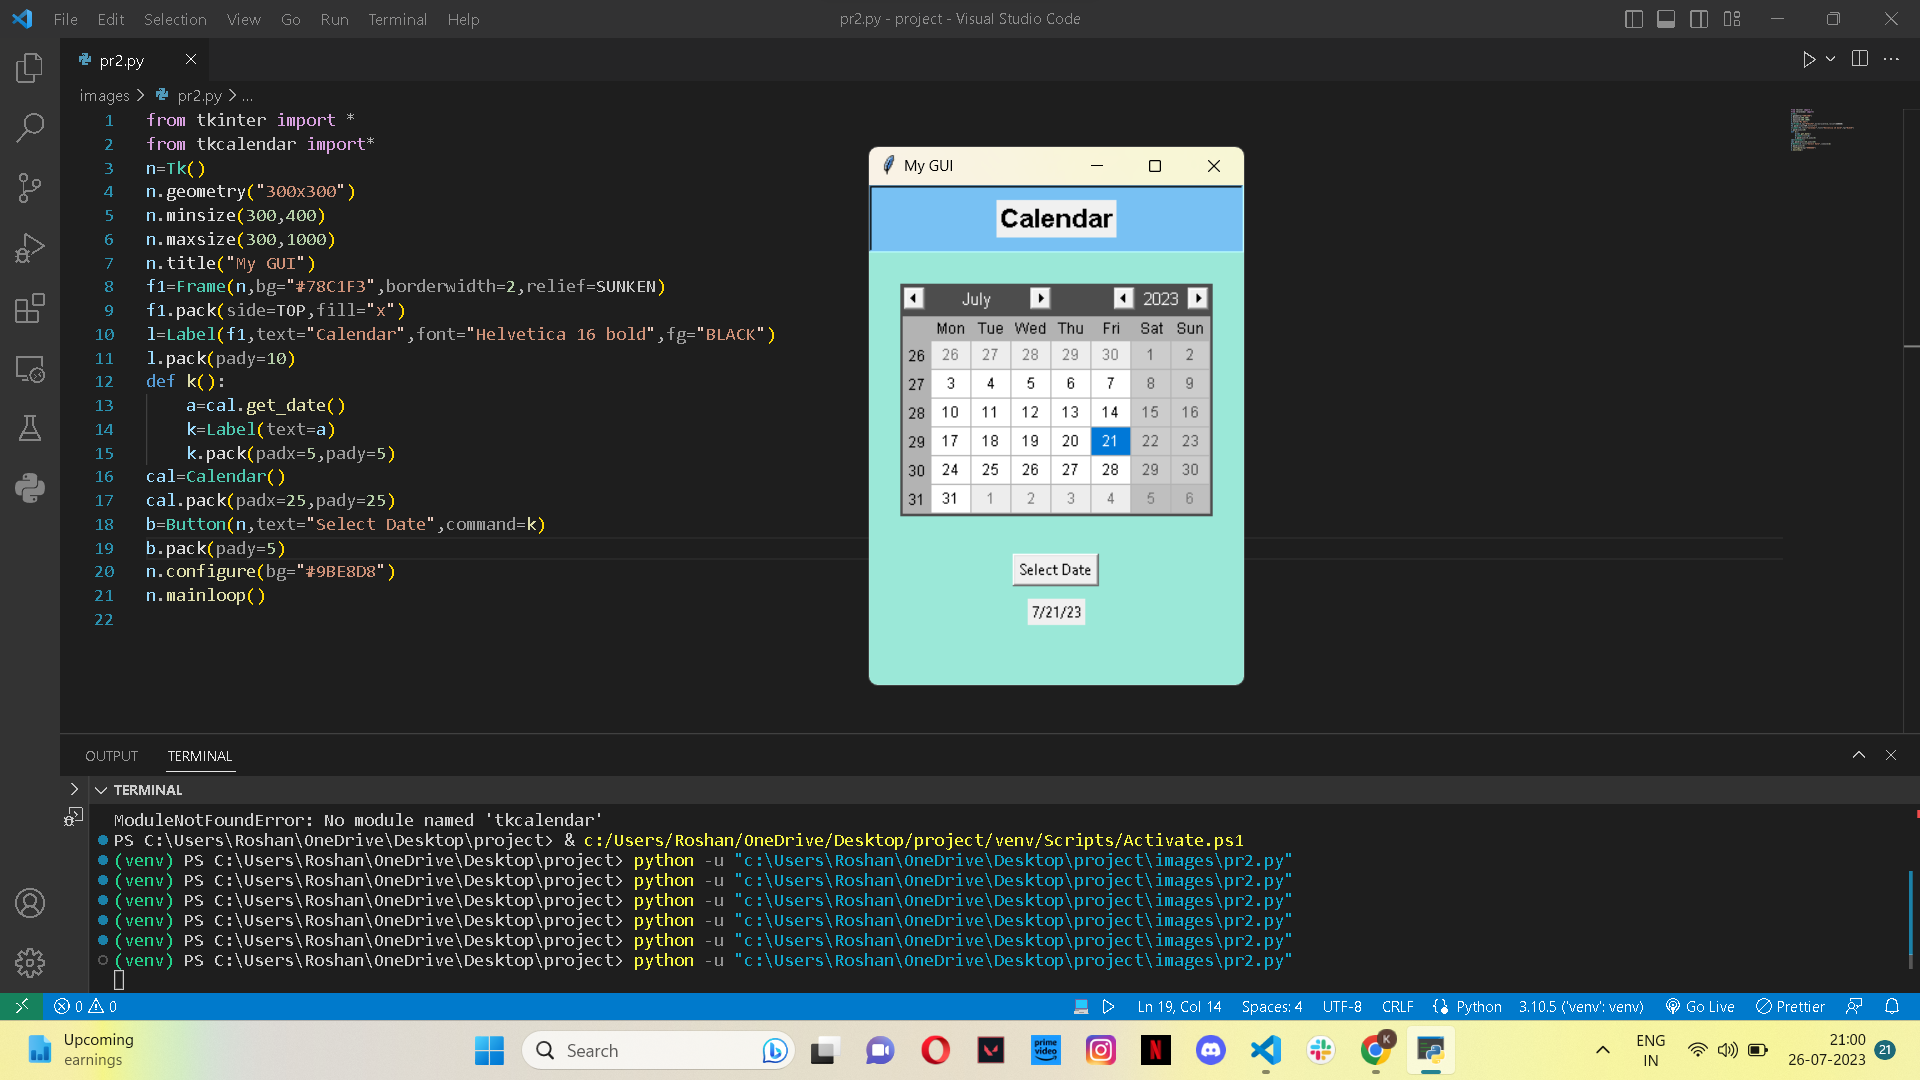 File Edit Selection View Go Run Terminal Help
pr2.py - project - Visual Studio Code
pr2.py
images > pr2.py > ...
1 from tkinter import *
2 from tkcalendar import*
3 n=Tk()
4 n.geometry("300x300")
5 n.minsize(300,400)
6 n.maxsize(300,1000)
7 n.title("My GUI")
8 f1=Frame(n,bg="#78C1F3",borderwidth=2,relief=SUNKEN)
9 f1.pack(side=TOP,fill="x")
10 l=Label(f1,text="Calendar",font="Helvetica 16 bold",fg="BLACK")
11 l.pack(pady=10)
12 def k():
13 a=cal.get_date()
14 k=Label(text=a)
15 k.pack(padx=5,pady=5)
16 cal=Calendar()
17 cal.pack(padx=25,pady=25)
18 b=Button(n,text="Select Date",command=k)
19 b.pack(pady=5)
20 n.configure(bg="#9BE8D8")
21 n.mainloop()
22
My GUI
Calendar
July 2023
Mon Tue Wed Thu Fri Sat Sun
26 26 27 28 29 30 1 2
27 3 4 5 6 7 8 9
28 10 11 12 13 14 15 16
29 17 18 19 20 21 22 23
30 24 25 26 27 28 29 30
31 31 1 2 3 4 5 6
Select Date
7/21/23
OUTPUT TERMINAL
TERMINAL
ModuleNotFoundError: No module named 'tkcalendar'
PS C:\Users\Roshan\OneDrive\Desktop\project> & c:/Users/Roshan/OneDrive/Desktop/project/venv/Scripts/Activate.ps1
(venv) PS C:\Users\Roshan\OneDrive\Desktop\project> python -u "c:\Users\Roshan\OneDrive\Desktop\project\images\pr2.py"
(venv) PS C:\Users\Roshan\OneDrive\Desktop\project> python -u "c:\Users\Roshan\OneDrive\Desktop\project\images\pr2.py"
(venv) PS C:\Users\Roshan\OneDrive\Desktop\project> python -u "c:\Users\Roshan\OneDrive\Desktop\project\images\pr2.py"
(venv) PS C:\Users\Roshan\OneDrive\Desktop\project> python -u "c:\Users\Roshan\OneDrive\Desktop\project\images\pr2.py"
(venv) PS C:\Users\Roshan\OneDrive\Desktop\project> python -u "c:\Users\Roshan\OneDrive\Desktop\project\images\pr2.py"
(venv) PS C:\Users\Roshan\OneDrive\Desktop\project> python -u "c:\Users\Roshan\OneDrive\Desktop\project\images\pr2.py"
0 0 Ln 19, Col 14 Spaces: 4 UTF-8 CRLF Python 3.10.5 ('venv': venv) Go Live Prettier
Upcoming
earnings
Search
prime video
N
K
ENG
IN
21:00
26-07-2023
21